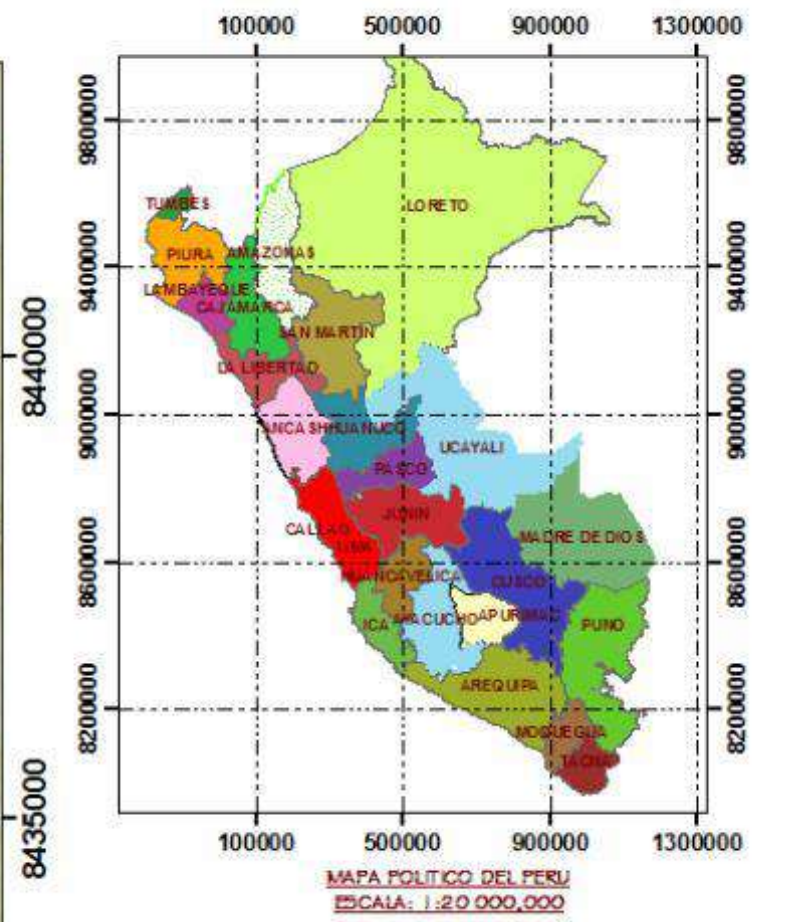 100000 500000 900000 1300000
9800000 9800000
TUMBES
LORETO
PIURA
AMAZONAS
9400000 9400000
LAMBAYEQUE
CAJAMARCA
SAN MARTIN
8440000
LA LIBERTAD
9000000 9000000
ANCASH
HUANUCO
UCAYALI
PASCO
JUNIN
CALLAO
LIMA
MADRE DE DIOS
8600000 8600000
HUANCAVELICA
CUSCO
ICA
AYACUCHO
APURIMAC
PUNO
AREQUIPA
8200000 8200000
MOQUEGUA
TACNA
8435000
100000 500000 900000 1300000
MAPA POLITICO DEL PERU
ESCALA: 1:20 000,000